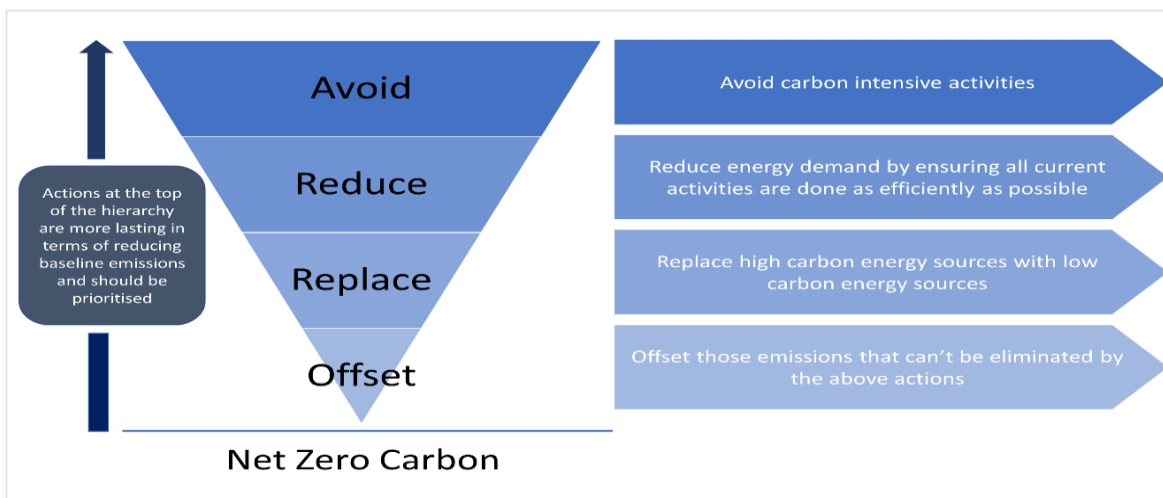 Avoid
Avoid carbon intensive activities
Reduce
Reduce energy demand by ensuring all current
activities are done as efficiently as possible
Actions at the top
of the hierarchy
are more lasting in
terms of reducing
baseline emissions
and should be
prioritised
Replace
Replace high carbon energy sources with low
carbon energy sources
Offset
Offset those emissions that can’t be eliminated by
the above actions
Net Zero Carbon